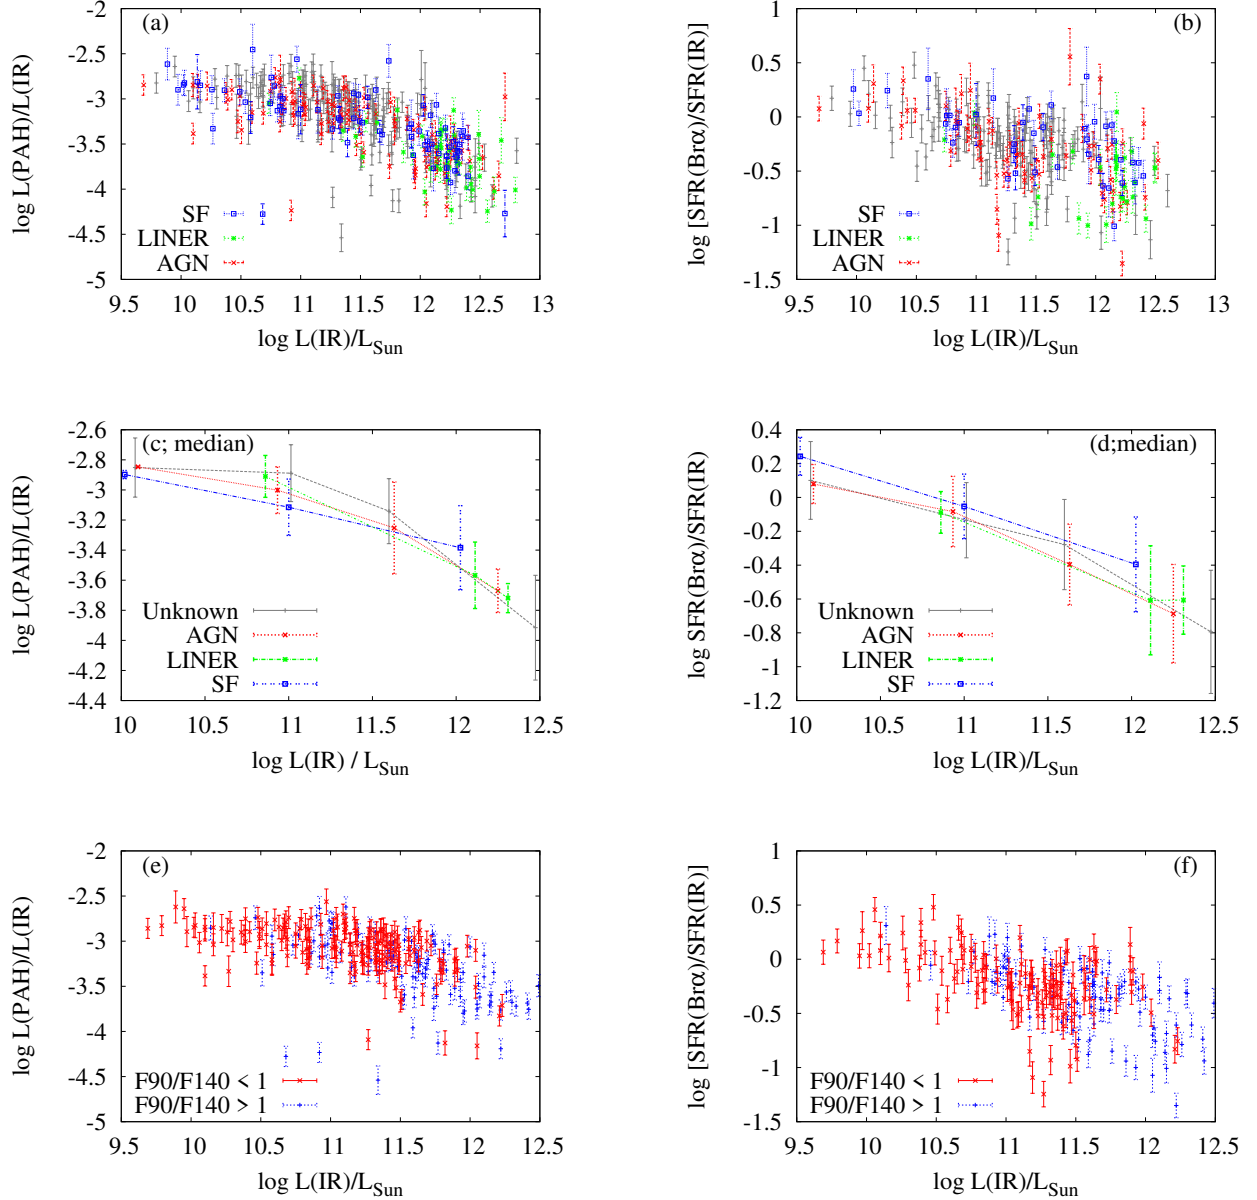 (a)
log L(PAH)/L(IR)
-2
-2.5
-3
-3.5
-4
-4.5
-5
SF
LINER
AGN
9.5 10 10.5 11 11.5 12 12.5 13
log L(IR)/L_Sun
(b)
log [SFR(Brα)/SFR(IR)]
1
0.5
0
-0.5
-1
-1.5
SF
LINER
AGN
9.5 10 10.5 11 11.5 12 12.5 13
log L(IR)/L_Sun
(c; median)
log L(PAH)/L(IR)
-2.6
-2.8
-3
-3.2
-3.4
-3.6
-3.8
-4
-4.2
-4.4
Unknown
AGN
LINER
SF
10 11 11.5 12 12.5
log L(IR) / L_Sun
(d;median)
log SFR(Brα)/SFR(IR)
0.4
0.2
0
-0.2
-0.4
-0.6
-0.8
-1
-1.2
Unknown
AGN
LINER
SF
10 11 11.5 12 12.5
log L(IR)/L_Sun
(e)
log L(PAH)/L(IR)
-2
-2.5
-3
-3.5
-4
-4.5
-5
F90/F140 < 1
F90/F140 > 1
9.5 10 10.5 11 11.5 12 12.5
log L(IR)/L_Sun
(f)
log [SFR(Brα)/SFR(IR)]
1
0.5
0
-0.5
-1
-1.5
F90/F140 < 1
F90/F140 > 1
9.5 10 10.5 11 11.5 12 12.5
log L(IR)/L_Sun